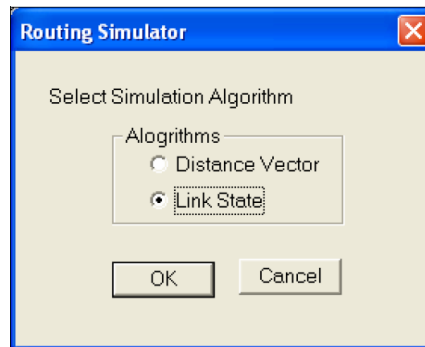 Routing Simulator
Select Simulation Algorithm
Alogrithms
Distance Vector
Link State
OK Cancel